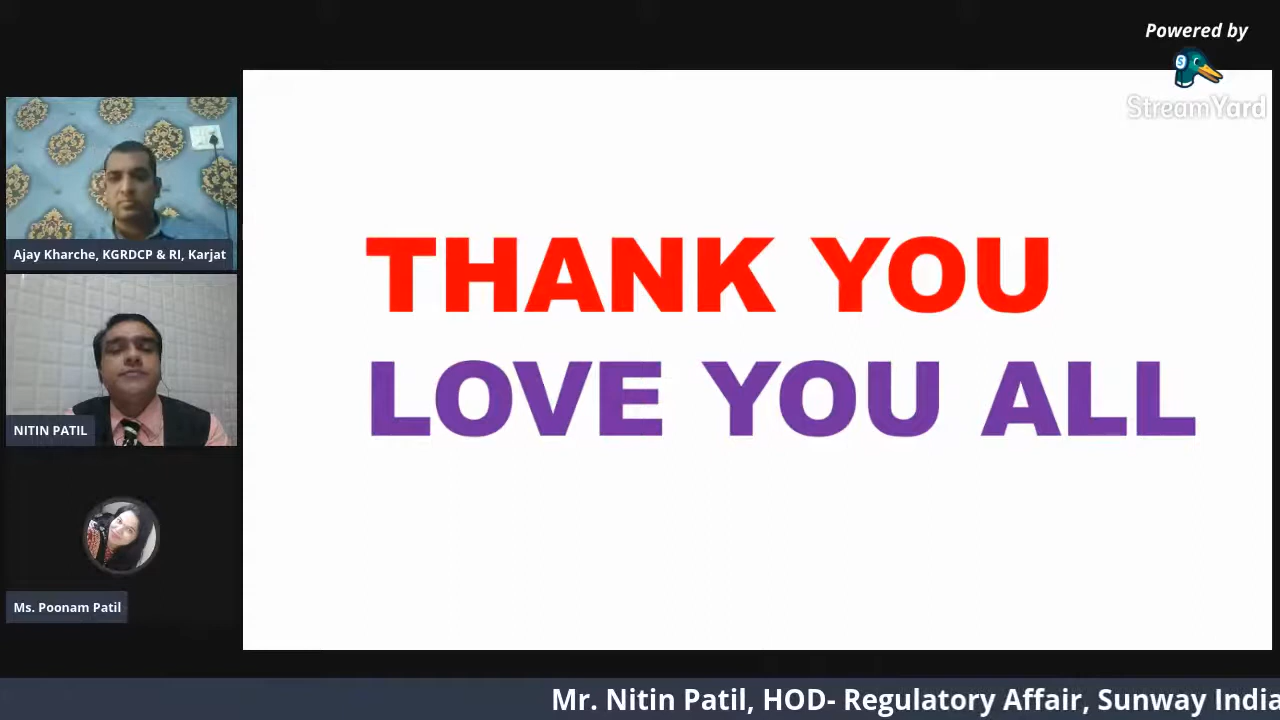 Powered by
StreamYard
Ajay Kharche, KGRDCP & RI, Karjat
NITIN PATIL
Ms. Poonam Patil
THANK YOU
LOVE YOU ALL
Mr. Nitin Patil, HOD- Regulatory Affair, Sunway India